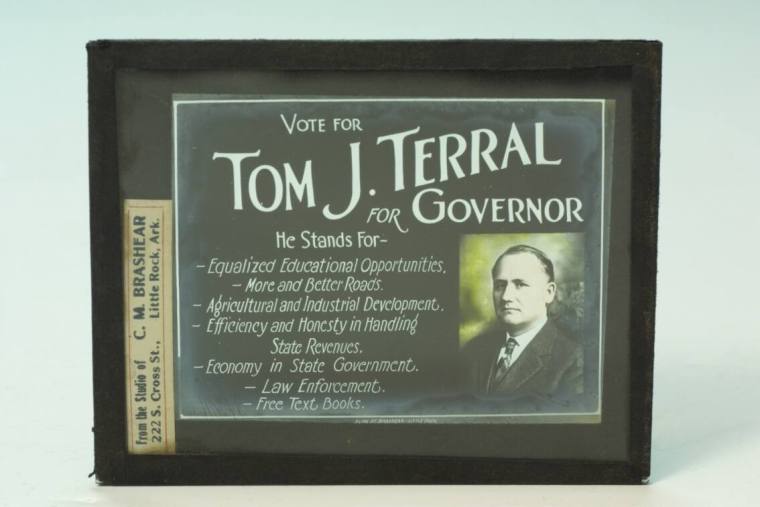 VOTE FOR
TOM J. TERRAL
FOR GOVERNOR
He Stands For-
- Equalized Educational Opportunities.
- More and Better Roads.
- Agricultural and Industrial Development.
- Efficiency and Honesty in Handling
State Revenues.
- Economy in State Government.
- Law Enforcement.
- Free Text Books.
From the Studio of C. M. BRASHEAR
222 S. Cross St., Little Rock, Ark.